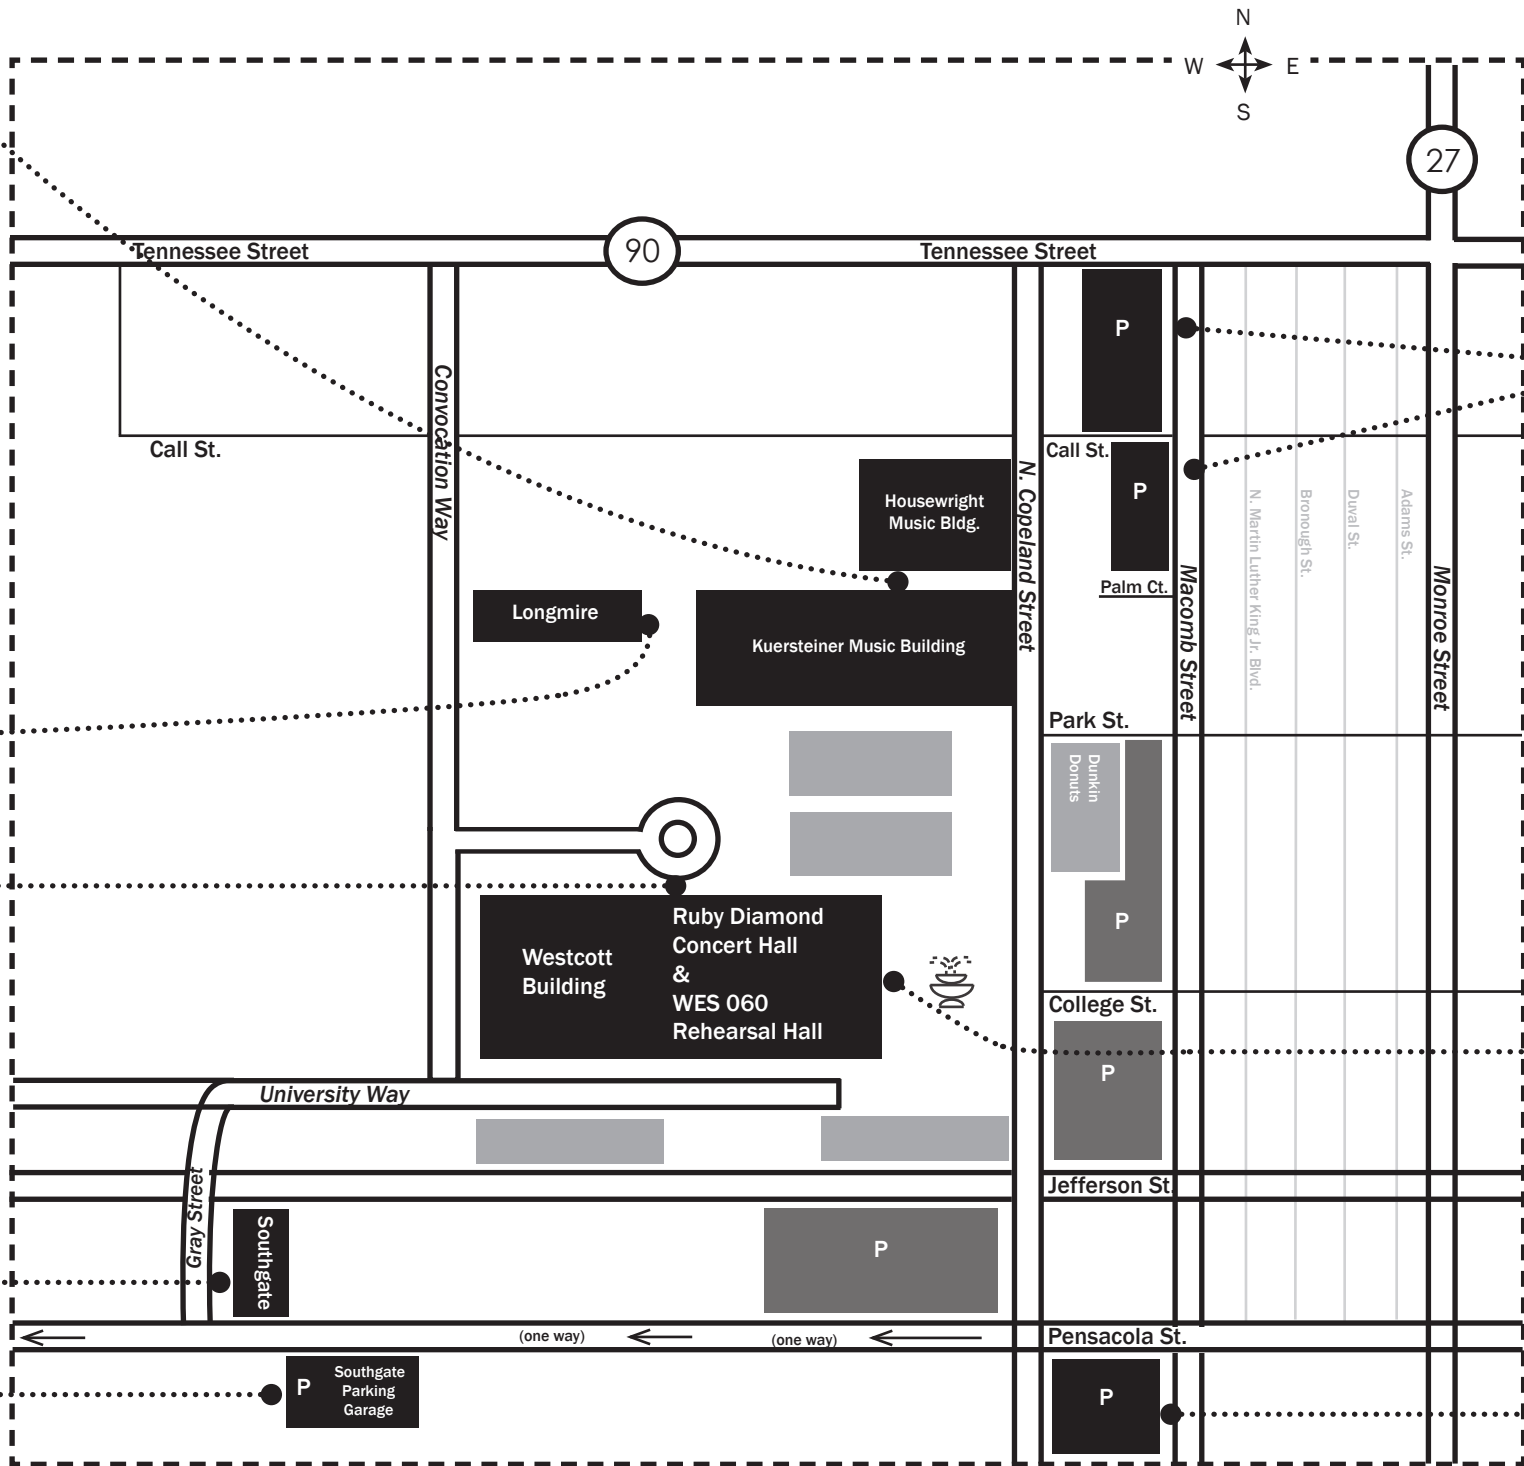 N
W E
S
27
Tennessee Street
90
Tennessee Street
P
Convocation Way
Call St.
Call St.
N. Copeland Street
Housewright
Music Bldg.
P
N. Martin Luther King Jr. Blvd.
Bronough St.
Duval St.
Adams St.
Macomb Street
Monroe Street
Palm Ct.
Longmire
Kuersteiner Music Building
Park St.
Dunkin
Donuts
P
Westcott
Building
Ruby Diamond
Concert Hall
&
WES 060
Rehearsal Hall
College St.
P
University Way
Gray Street
Jefferson St.
Southgate
P
(one way)
(one way)
Pensacola St.
P
Southgate
Parking
Garage
P